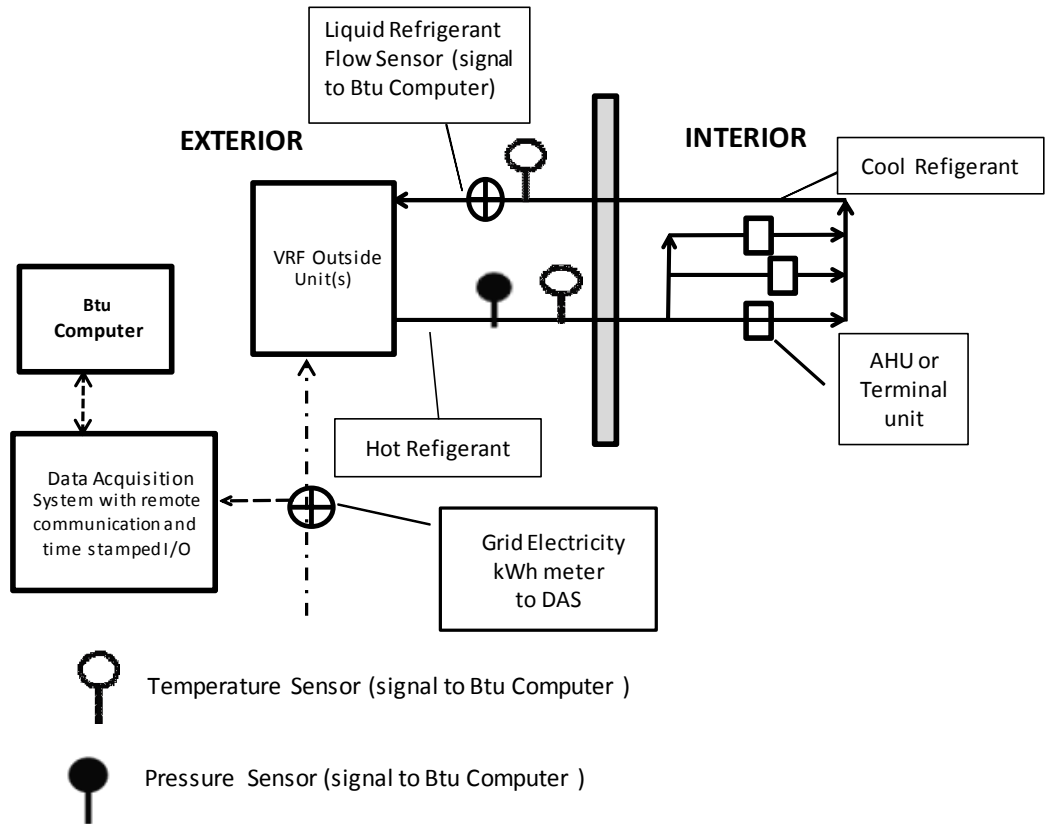 Liquid Refrigerant
Flow Sensor (signal
to Btu Computer)
EXTERIOR
INTERIOR
Cool Refigerant
VRF Outside
Unit(s)
Btu
Computer
AHU or
Terminal
unit
Hot Refigerant
Data Acquisition
System with remote
communication and
time stamped I/O
Grid Electricity
kWh meter
to DAS
Temperature Sensor (signal to Btu Computer )
Pressure Sensor (signal to Btu Computer )